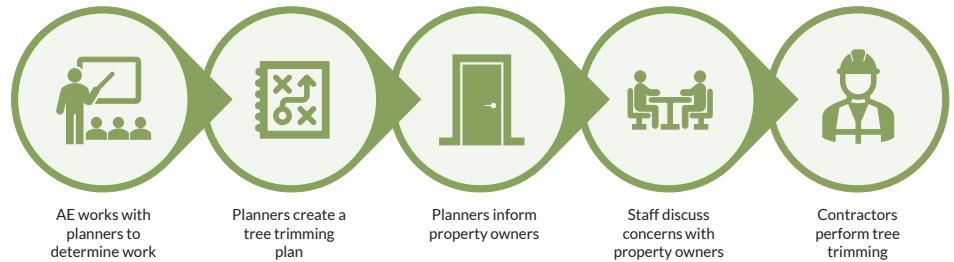 AE works with
planners to
determine work
Planners create a
tree trimming
plan
Planners inform
property owners
Staff discuss
concerns with
property owners
Contractors
perform tree
trimming